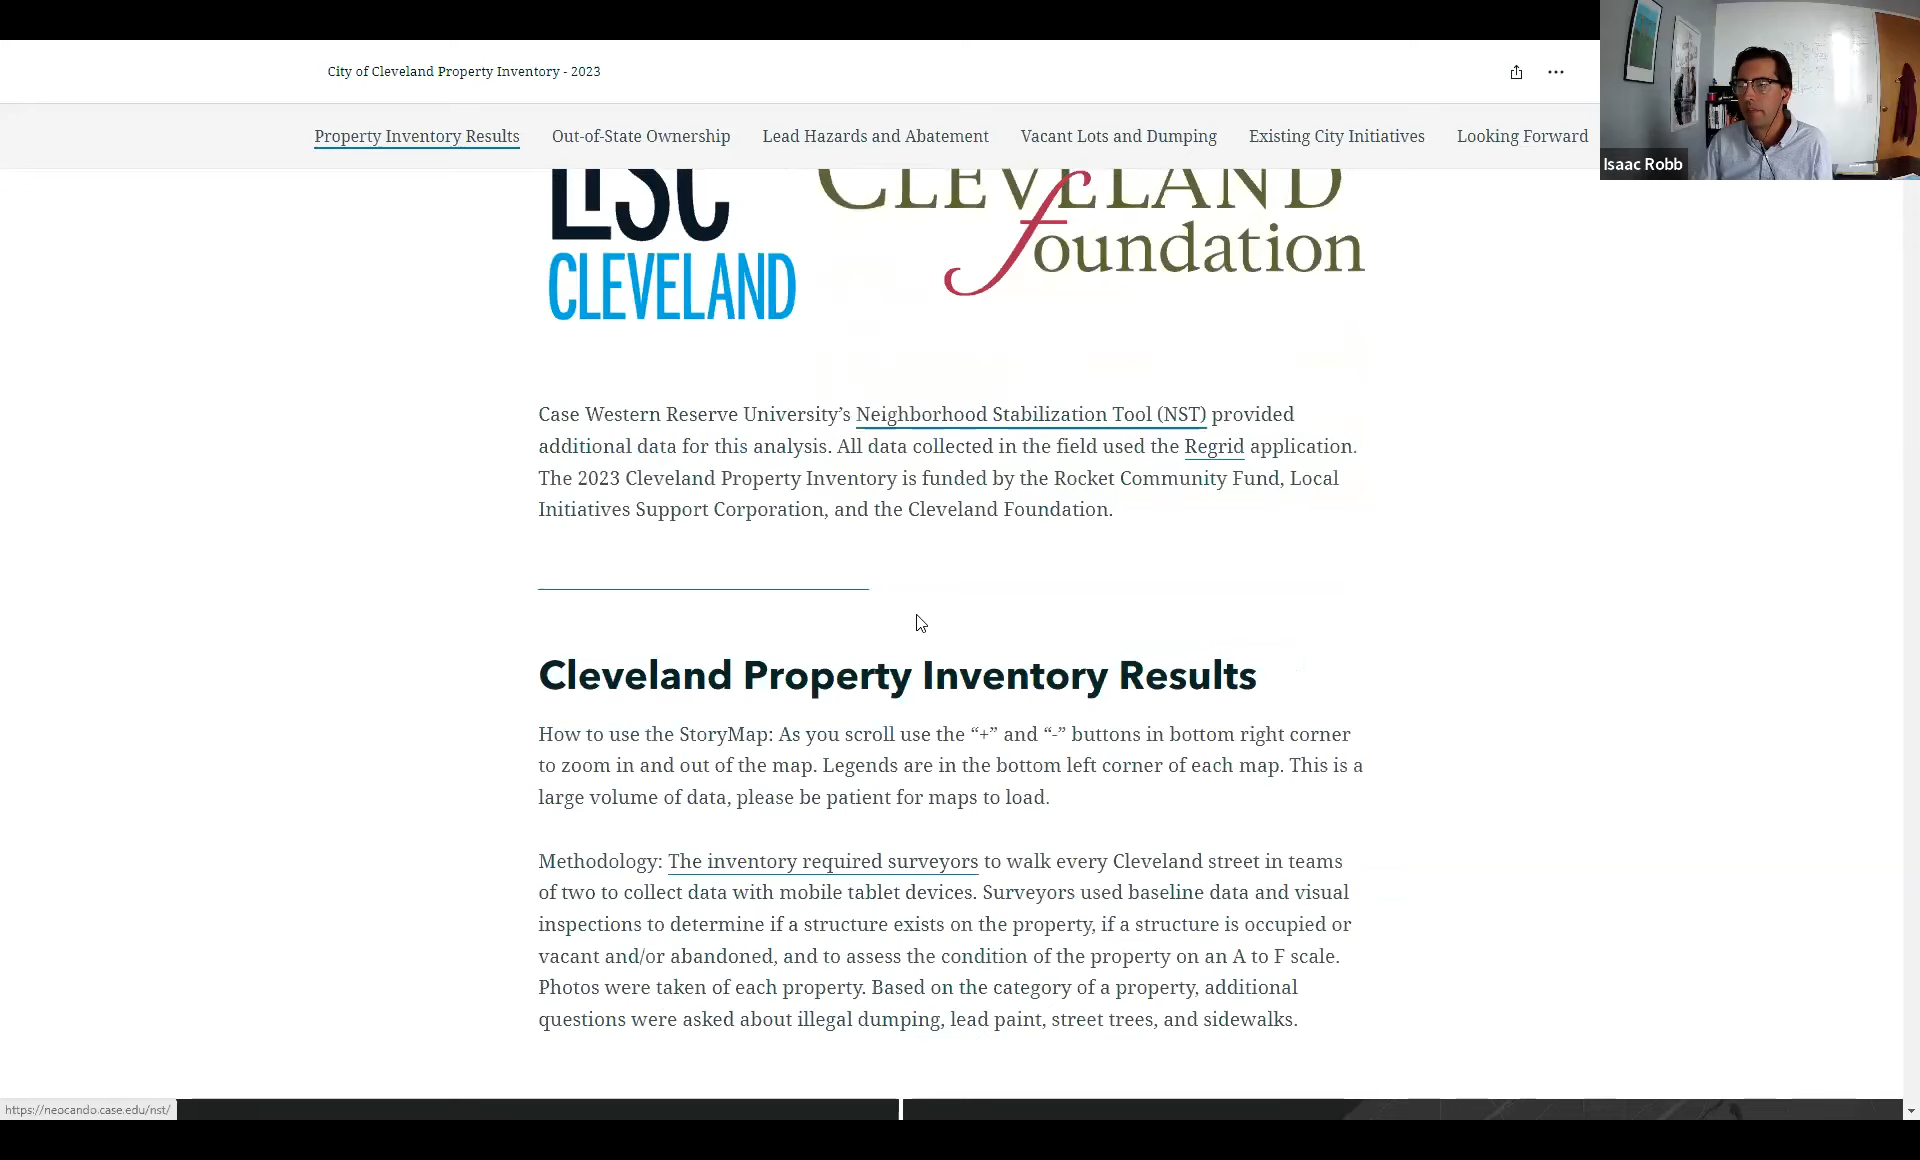 City of Cleveland Property Inventory - 2023
Property Inventory Results
Out-of-State Ownership
Lead Hazards and Abatement
Vacant Lots and Dumping
Existing City Initiatives
Looking Forward
Isaac Robb
LISC
CLEVELAND
CLEVELAND
foundation
Case Western Reserve University’s Neighborhood Stabilization Tool (NST) provided
additional data for this analysis. All data collected in the field used the Regrid application.
The 2023 Cleveland Property Inventory is funded by the Rocket Community Fund, Local
Initiatives Support Corporation, and the Cleveland Foundation.
Cleveland Property Inventory Results
How to use the StoryMap: As you scroll use the “+” and “-” buttons in bottom right corner
to zoom in and out of the map. Legends are in the bottom left corner of each map. This is a
large volume of data, please be patient for maps to load.
Methodology: The inventory required surveyors to walk every Cleveland street in teams
of two to collect data with mobile tablet devices. Surveyors used baseline data and visual
inspections to determine if a structure exists on the property, if a structure is occupied or
vacant and/or abandoned, and to assess the condition of the property on an A to F scale.
Photos were taken of each property. Based on the category of a property, additional
questions were asked about illegal dumping, lead paint, street trees, and sidewalks.
https://neocando.case.edu/nst/